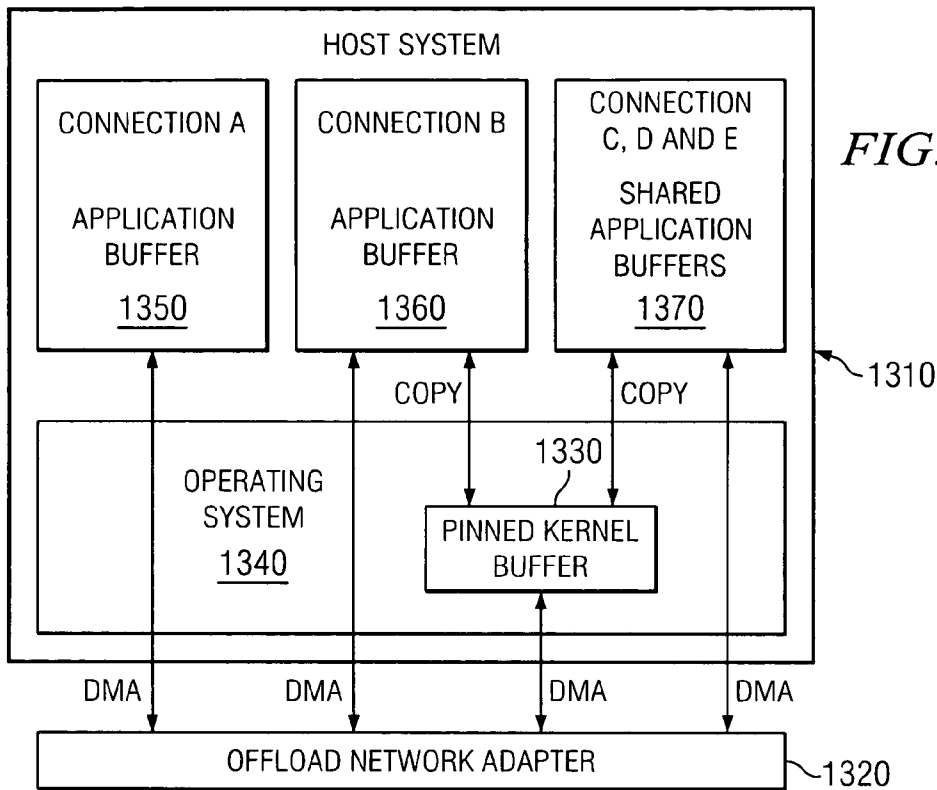 HOST SYSTEM
CONNECTION A
APPLICATION
BUFFER
1350
CONNECTION B
APPLICATION
BUFFER
1360
CONNECTION
C, D AND E
SHARED
APPLICATION
BUFFERS
1370
FIG.
1310
COPY
COPY
OPERATING
SYSTEM
1340
1330
PINNED KERNEL
BUFFER
DMA
DMA
DMA
DMA
OFFLOAD NETWORK ADAPTER
1320